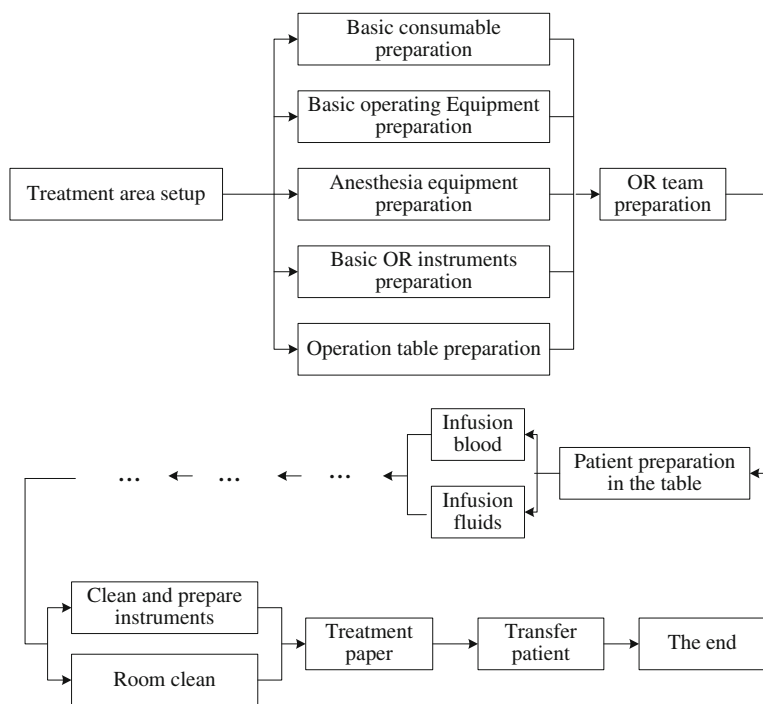 Basic consumable
preparation
Basic operating Equipment
preparation
Treatment area setup
Anesthesia equipment
preparation
OR team
preparation
Basic OR instruments
preparation
Operation table preparation
Infusion
blood
Patient preparation
in the table
... ... ...
Infusion
fluids
Clean and prepare
instruments
Treatment
paper
Transfer
patient
The end
Room clean